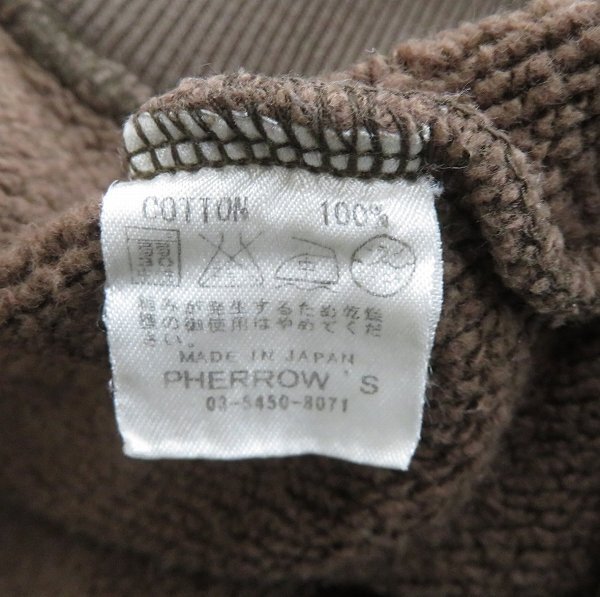 COTTON 100%
縮みが発生するため乾燥
機の御使用はやめてくだ
さい。
MADE IN JAPAN
PHERROW'S
03-5450-8071